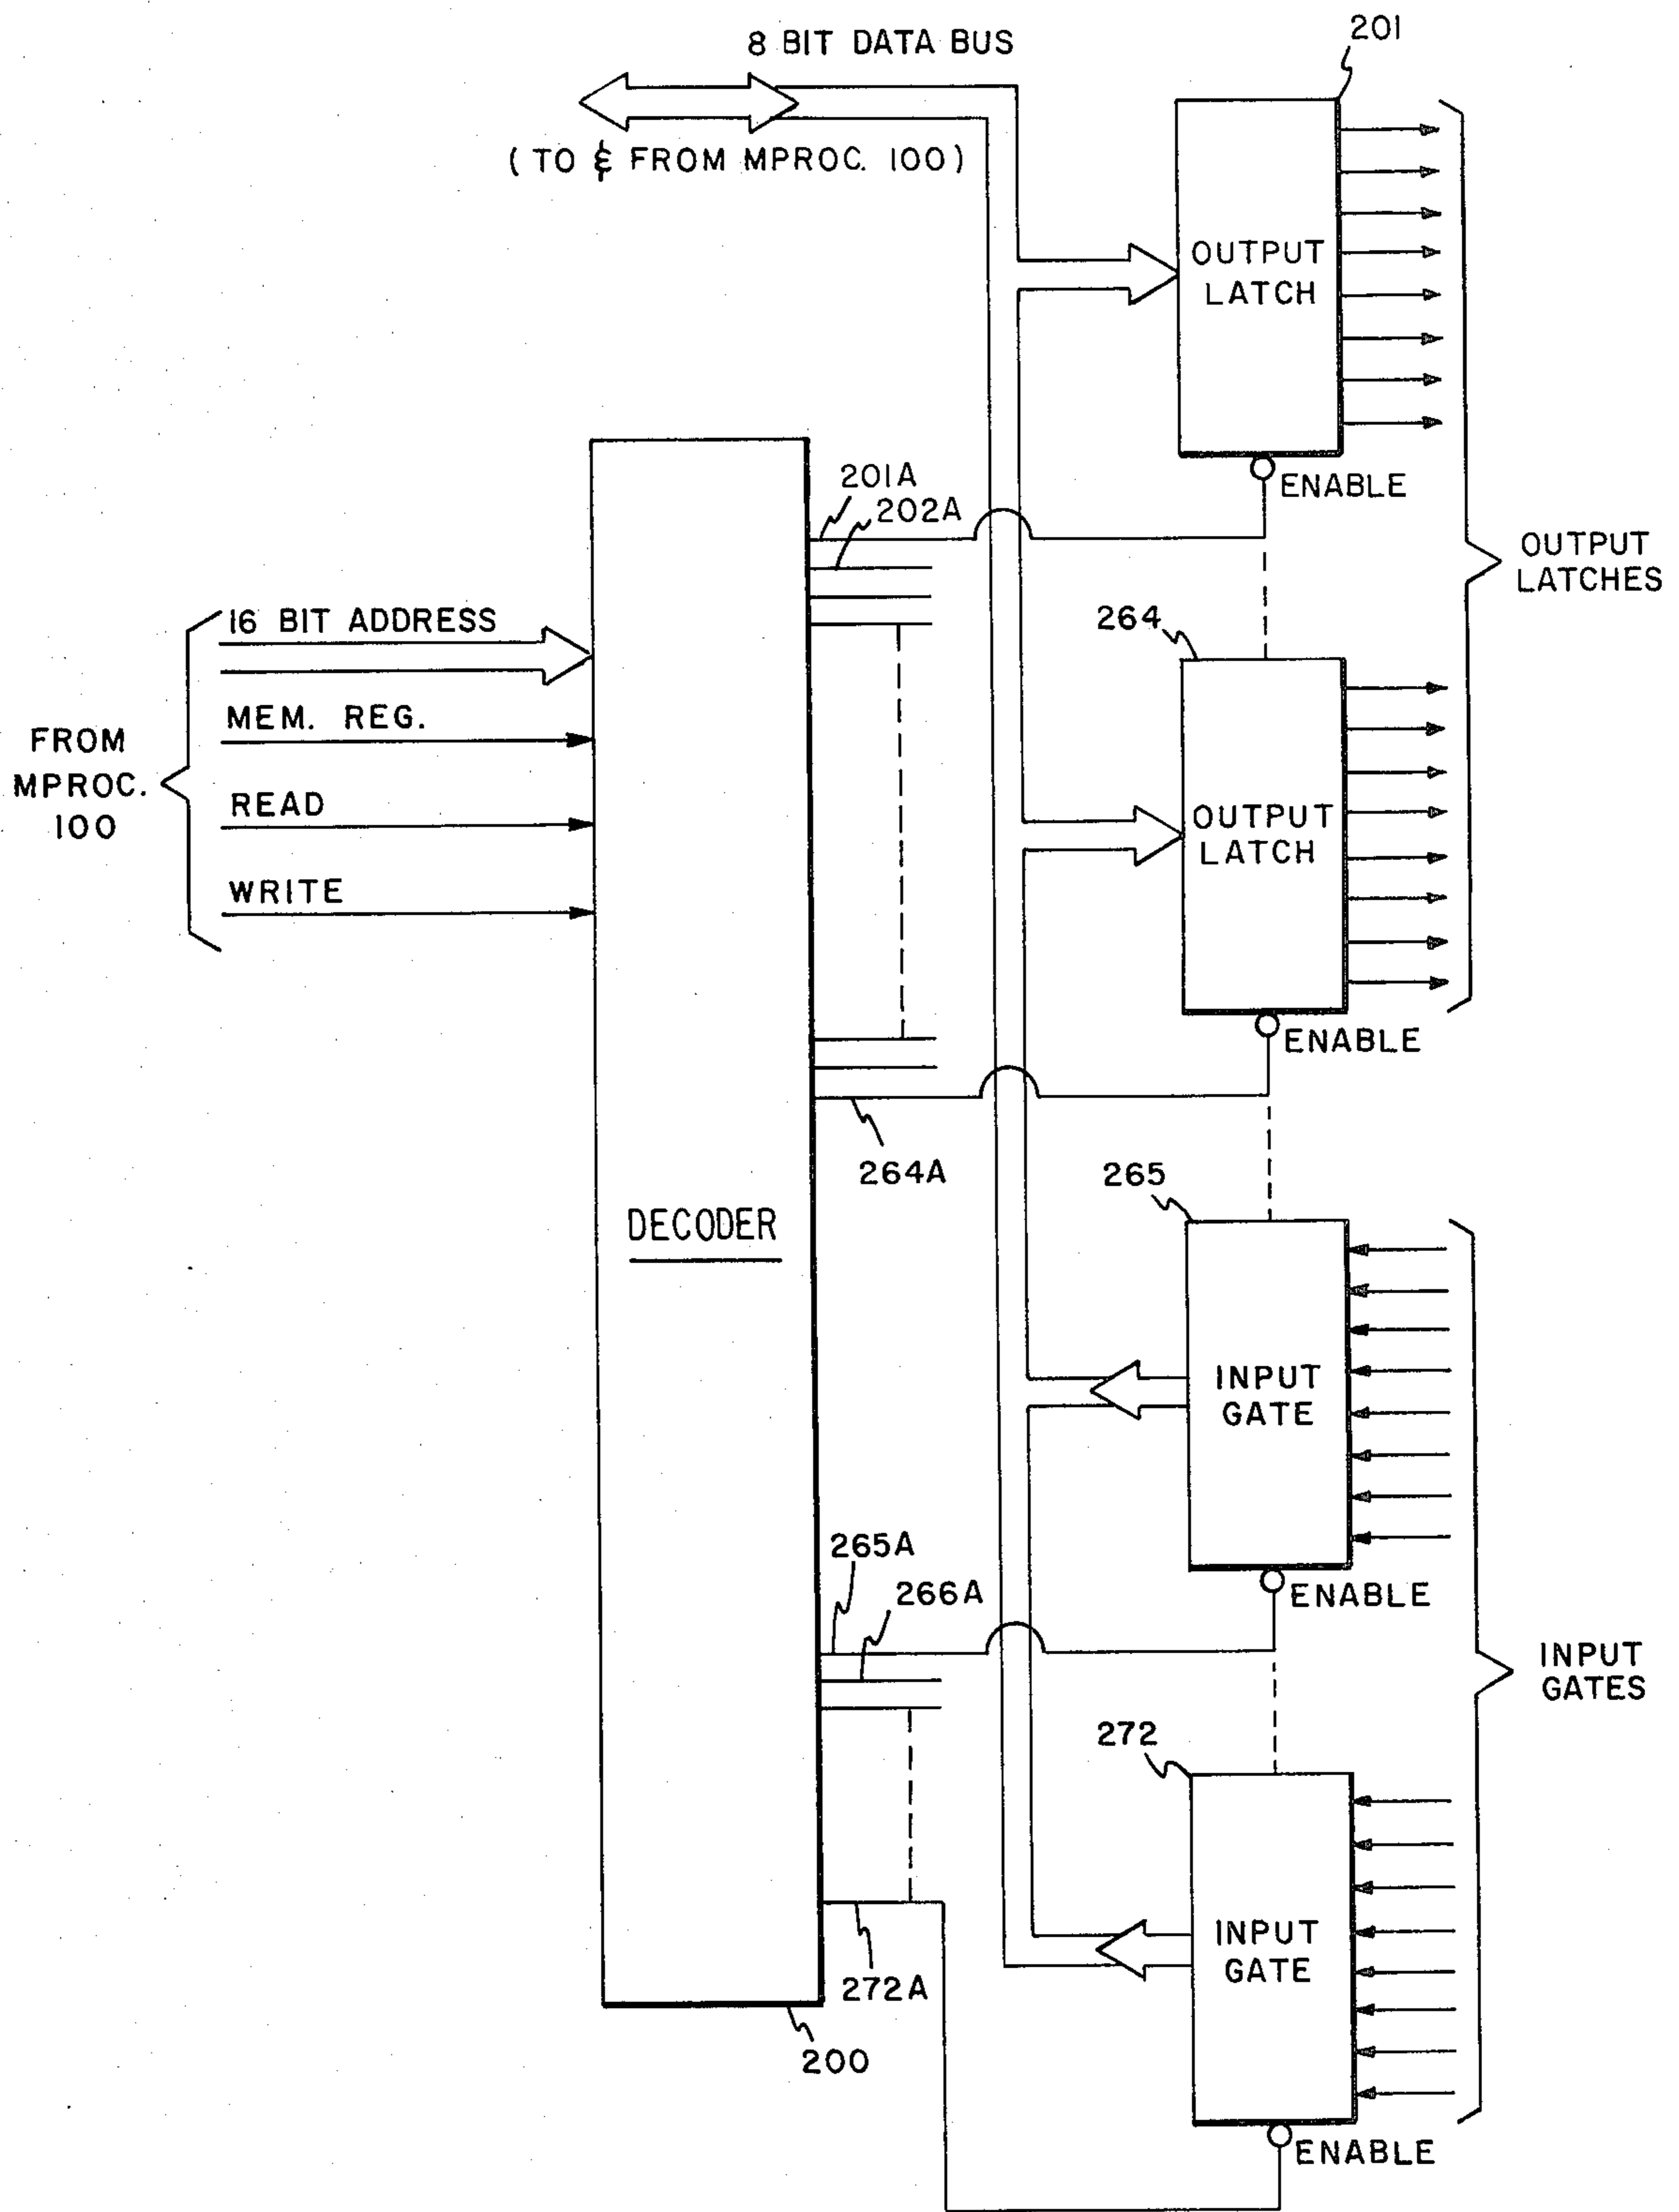 8 BIT DATA BUS
(TO & FROM MPROC. 100)
201
OUTPUT
LATCH
ENABLE
201A
202A
OUTPUT
LATCHES
16 BIT ADDRESS
MEM. REG.
READ
WRITE
FROM
MPROC.
100
264
OUTPUT
LATCH
ENABLE
264A
DECODER
265
INPUT
GATE
ENABLE
265A
266A
INPUT
GATES
272
INPUT
GATE
272A
200
ENABLE